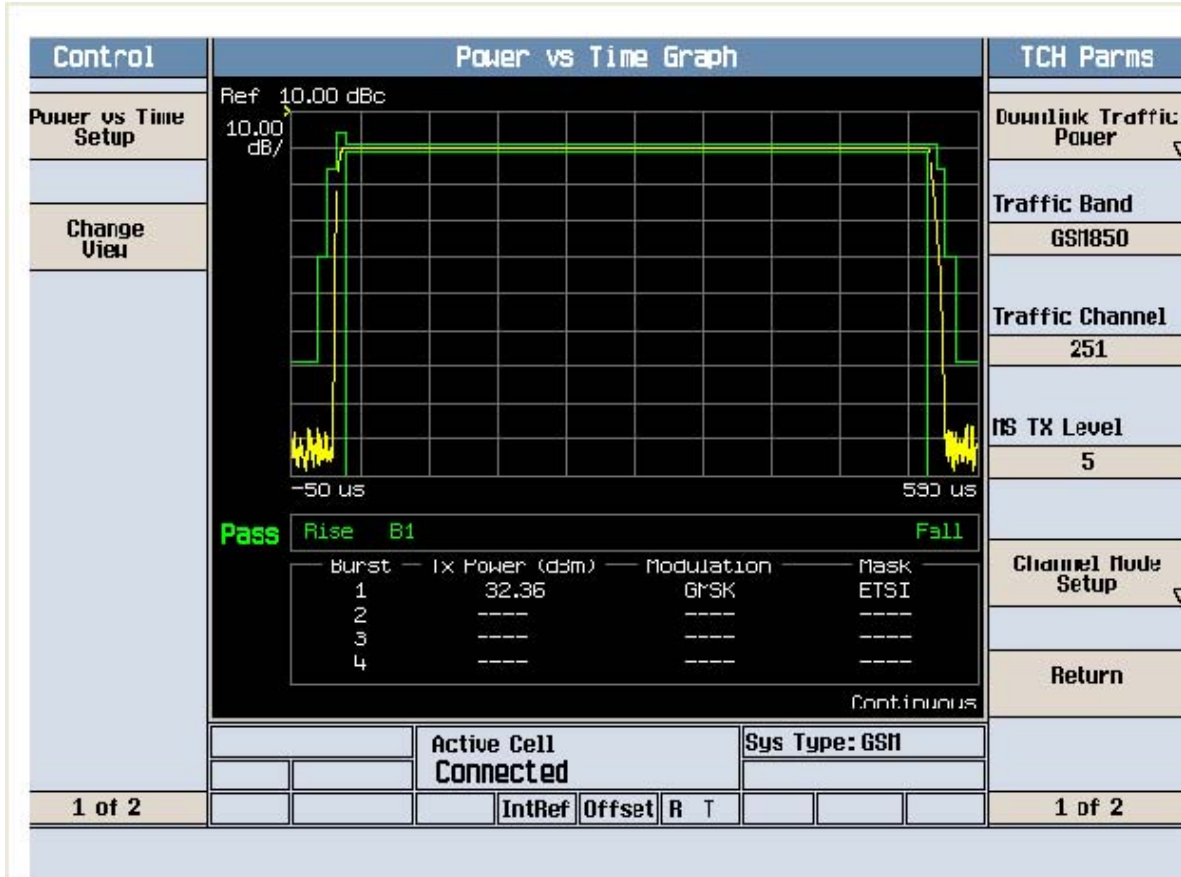 Control
Power vs Time Graph
TCH Parms
Power vs Time
Setup
Change
View
1 of 2
Ref 10.00 dBc
10.00
dB/
-50 us
593 us
Pass
Rise B1 Fall
Burst Tx Power (dBm) Modulation Mask
1 32.36 GMSK ETSI
2 ---- ---- ----
3 ---- ---- ----
4 ---- ---- ----
Continuous
Active Cell
Connected
Sys Type: GSM
IntRef Offset R T
Downlink Traffic
Power
Traffic Band
GSM850
Traffic Channel
251
MS TX Level
5
Channel Mode
Setup
Return
1 of 2